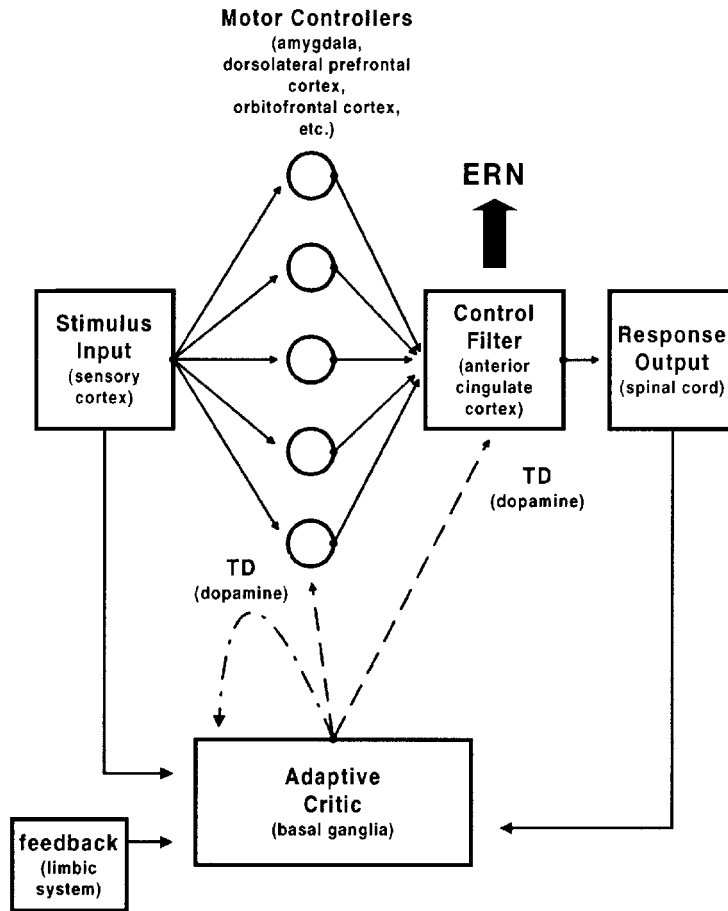 Motor Controllers
(amygdala,
dorsolateral prefrontal
cortex,
orbitofrontal cortex,
etc.)
ERN
Stimulus
Input
(sensory
cortex)
Control
Filter
(anterior
cingulate
cortex)
Response
Output
(spinal cord)
TD
(dopamine)
TD
(dopamine)
Adaptive
Critic
(basal ganglia)
feedback
(limbic
system)